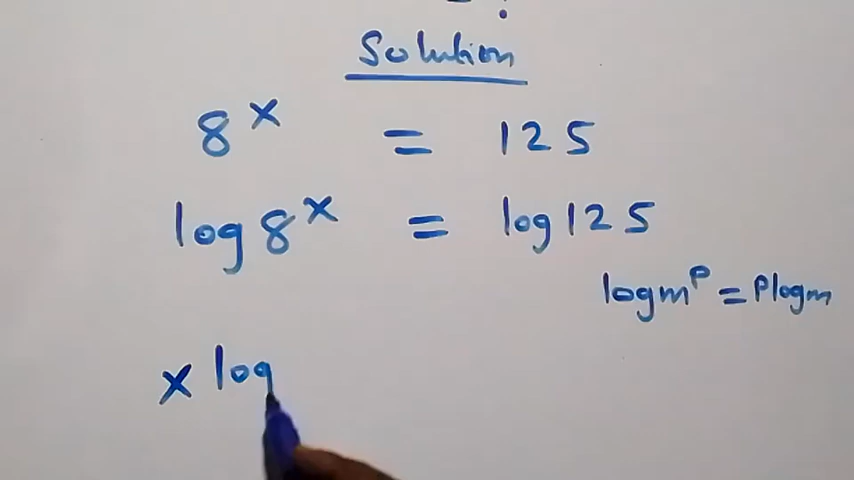 Solution
8^x = 125
log 8^x = log 125
log m^p = p log m
x log